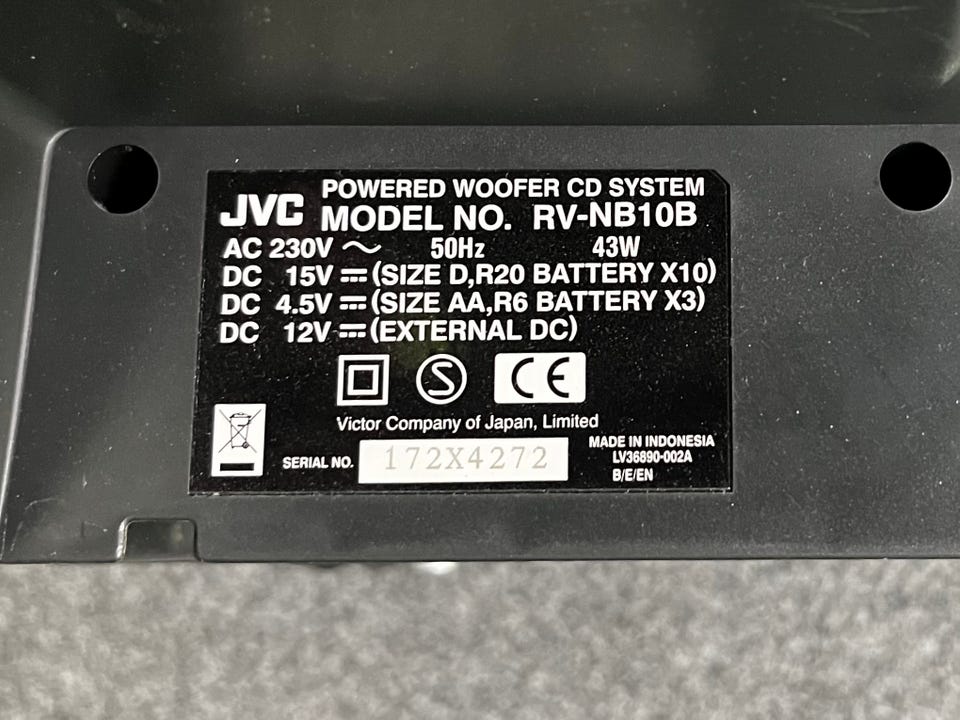 POWERED WOOFER CD SYSTEM
JVC MODEL NO. RV-NB10B
AC 230V ~ 50Hz 43W
DC 15V ⎓ (SIZE D,R20 BATTERY X10)
DC 4.5V ⎓ (SIZE AA,R6 BATTERY X3)
DC 12V ⎓ (EXTERNAL DC)
S CE
Victor Company of Japan, Limited
SERIAL NO. 172X4272
MADE IN INDONESIA
LV36890-002A
B/E/EN